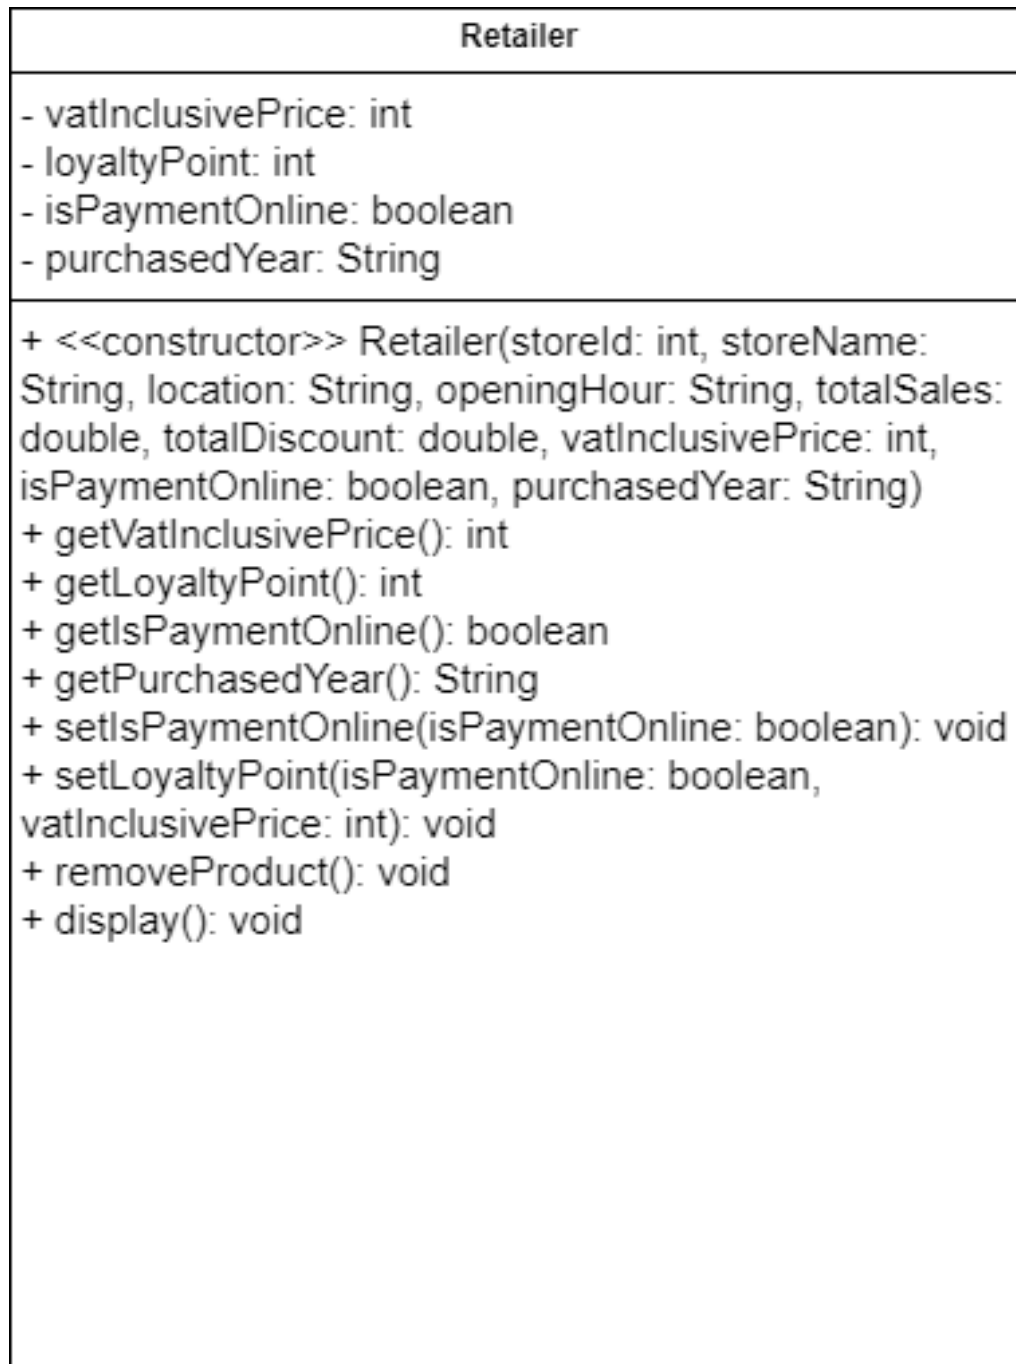 Retailer
- vatInclusivePrice: int
- loyaltyPoint: int
- isPaymentOnline: boolean
- purchasedYear: String
+ <<constructor>> Retailer(storeId: int, storeName:
String, location: String, openingHour: String, totalSales:
double, totalDiscount: double, vatInclusivePrice: int,
isPaymentOnline: boolean, purchasedYear: String)
+ getVatInclusivePrice(): int
+ getLoyaltyPoint(): int
+ getIsPaymentOnline(): boolean
+ getPurchasedYear(): String
+ setIsPaymentOnline(isPaymentOnline: boolean): void
+ setLoyaltyPoint(isPaymentOnline: boolean,
vatInclusivePrice: int): void
+ removeProduct(): void
+ display(): void